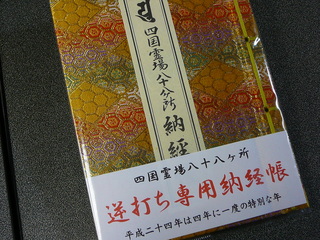 四国霊場八十八ヶ所 納経
四国霊場八十八ヶ所
逆打ち専用納経帳
平成二十四年は四年に一度の特別な年